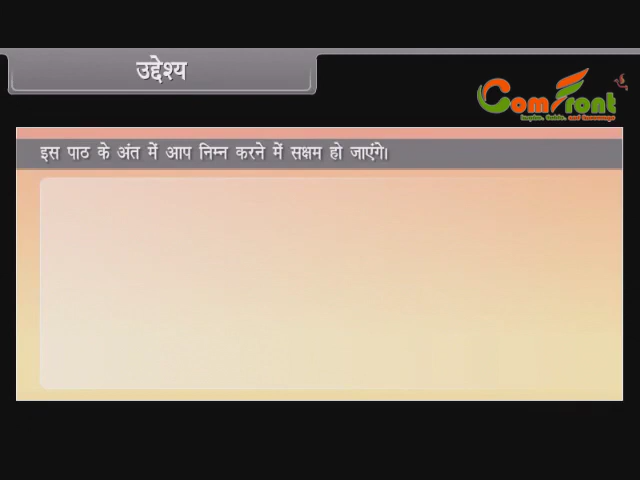 उद्देश्य
ComFront
इस पाठ के अंत में आप निम्न करने में सक्षम हो जाएंगे।